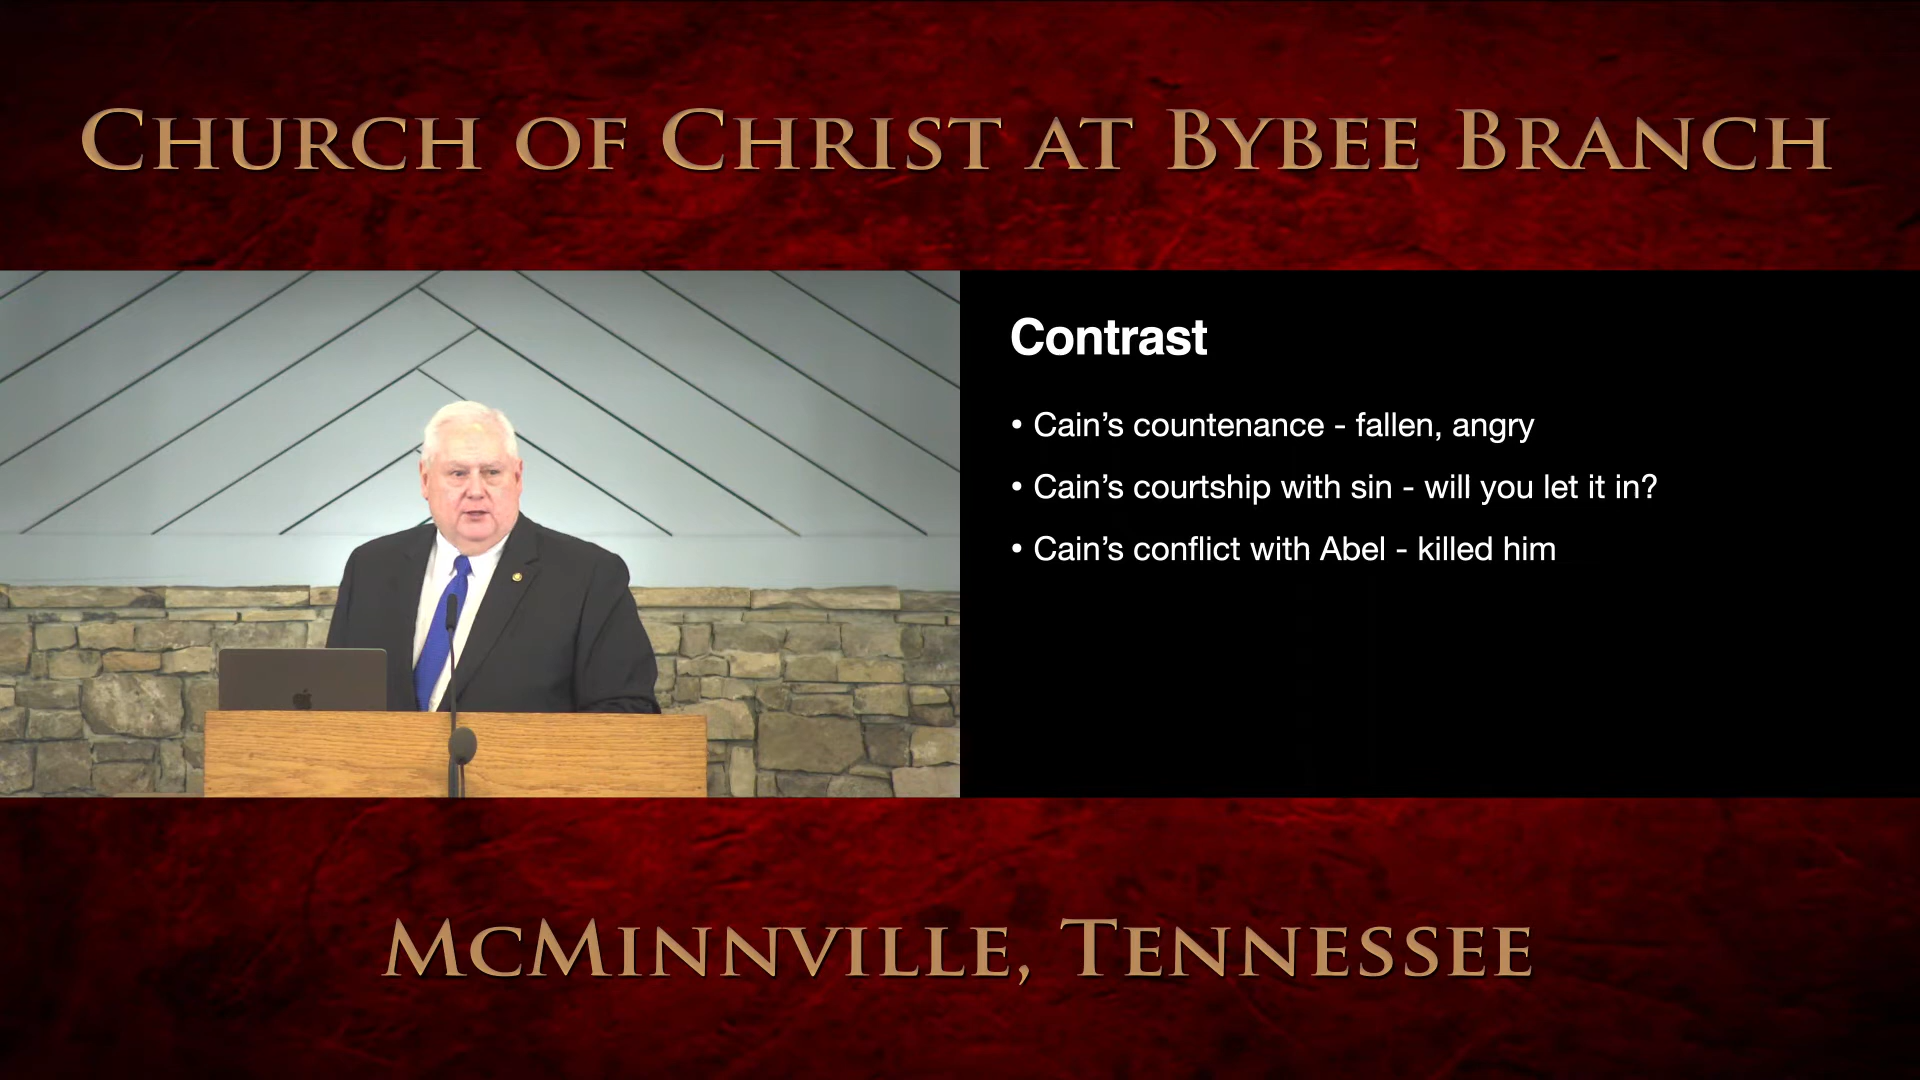 Church of Christ at Bybee Branch
Contrast
• Cain’s countenance - fallen, angry
• Cain’s courtship with sin - will you let it in?
• Cain’s conflict with Abel - killed him
McMinnville, Tennessee